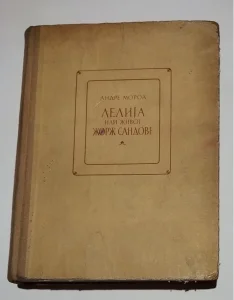 АНДРЕ МОРОА
ЛЕЛИЈА
ИЛИ ЖИВОТ
ЖОРЖ САНДОВЕ